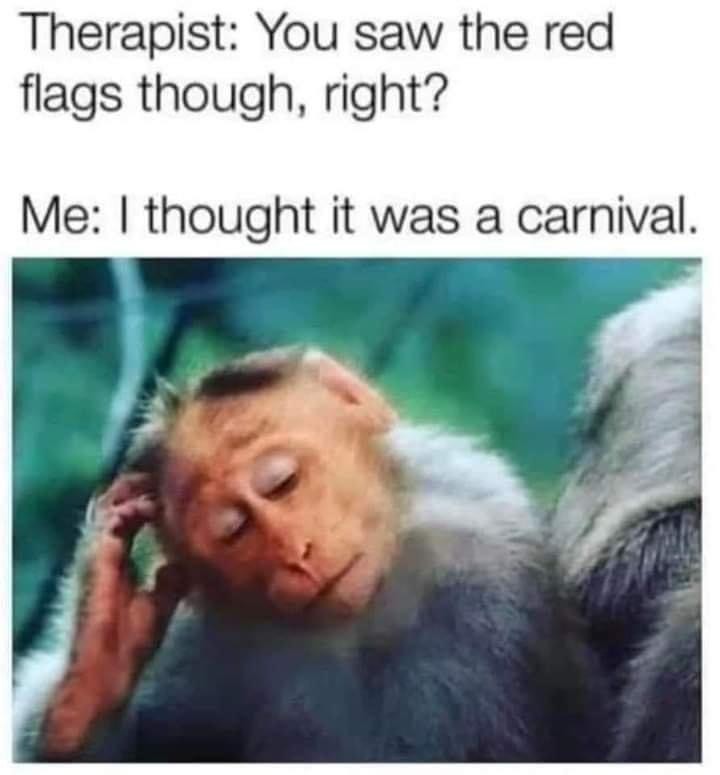 Therapist: You saw the red
flags though, right?
Me: I thought it was a carnival.